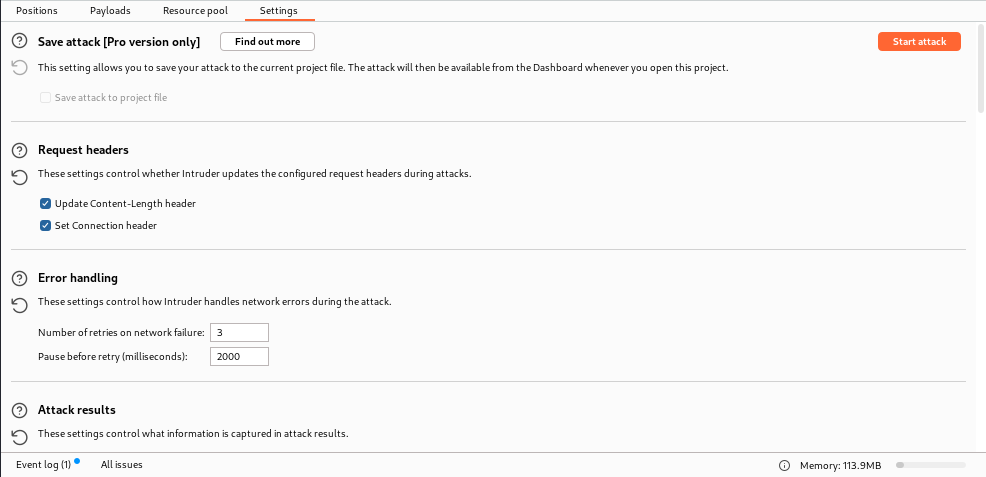 Positions Payloads Resource pool Settings
Save attack [Pro version only] Find out more Start attack
This setting allows you to save your attack to the current project file. The attack will then be available from the Dashboard whenever you open this project.
Save attack to project file
Request headers
These settings control whether Intruder updates the configured request headers during attacks.
Update Content-Length header
Set Connection header
Error handling
These settings control how Intruder handles network errors during the attack.
Number of retries on network failure: 3
Pause before retry (milliseconds): 2000
Attack results
These settings control what information is captured in attack results.
Event log (1) All issues Memory: 113.9MB